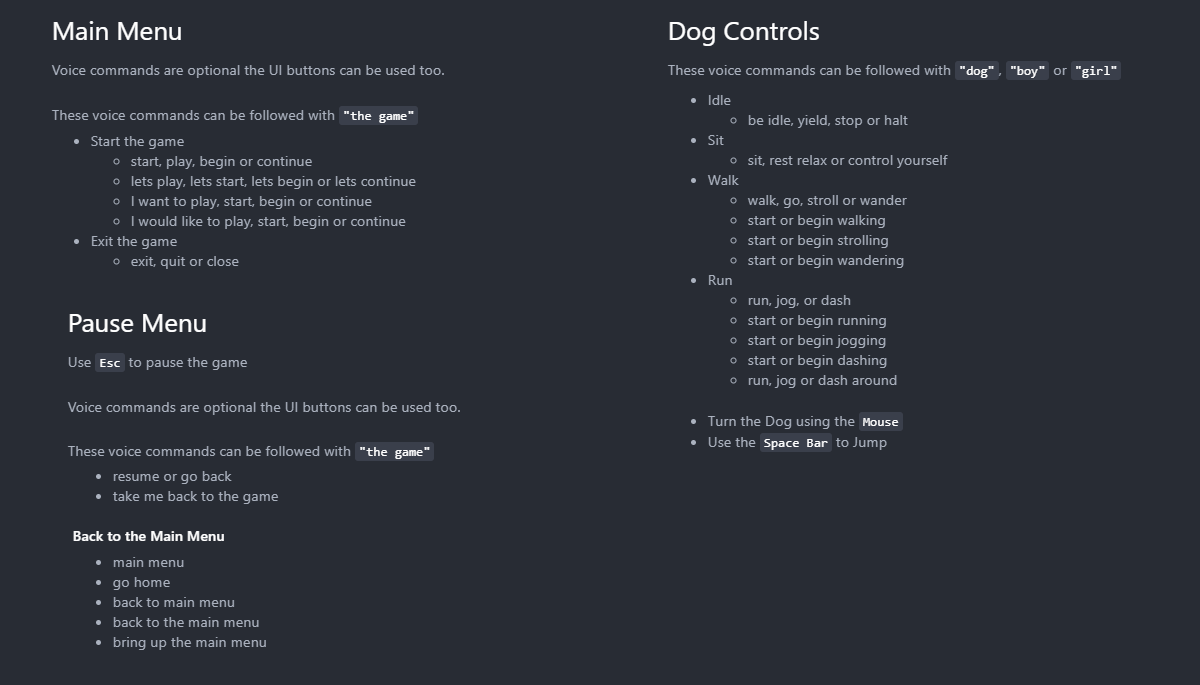 Main Menu
Voice commands are optional the UI buttons can be used too.
These voice commands can be followed with "the game"
Start the game
start, play, begin or continue
lets play, lets start, lets begin or lets continue
I want to play, start, begin or continue
I would like to play, start, begin or continue
Exit the game
exit, quit or close
Pause Menu
Use Esc to pause the game
Voice commands are optional the UI buttons can be used too.
These voice commands can be followed with "the game"
resume or go back
take me back to the game
Back to the Main Menu
main menu
go home
back to main menu
back to the main menu
bring up the main menu
Dog Controls
These voice commands can be followed with "dog", "boy" or "girl"
Idle
be idle, yield, stop or halt
Sit
sit, rest relax or control yourself
Walk
walk, go, stroll or wander
start or begin walking
start or begin strolling
start or begin wandering
Run
run, jog, or dash
start or begin running
start or begin jogging
start or begin dashing
run, jog or dash around
Turn the Dog using the Mouse
Use the Space Bar to Jump